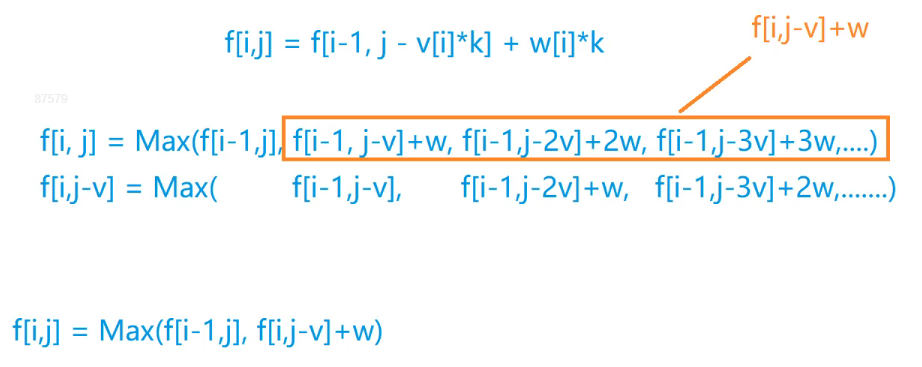 f[i,j-v]+w
f[i,j] = f[i-1, j - v[i]*k] + w[i]*k
87579
f[i, j] = Max(f[i-1,j], f[i-1, j-v]+w, f[i-1,j-2v]+2w, f[i-1,j-3v]+3w,....)
f[i,j-v] = Max( f[i-1,j-v], f[i-1,j-2v]+w, f[i-1,j-3v]+2w,.......)
f[i,j] = Max(f[i-1,j], f[i,j-v]+w)